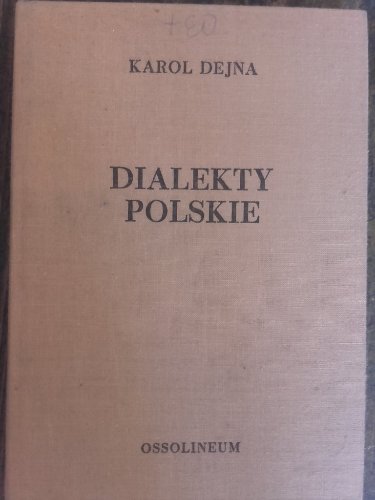 KAROL DEJNA
DIALEKTY
POLSKIE
OSSOLINEUM